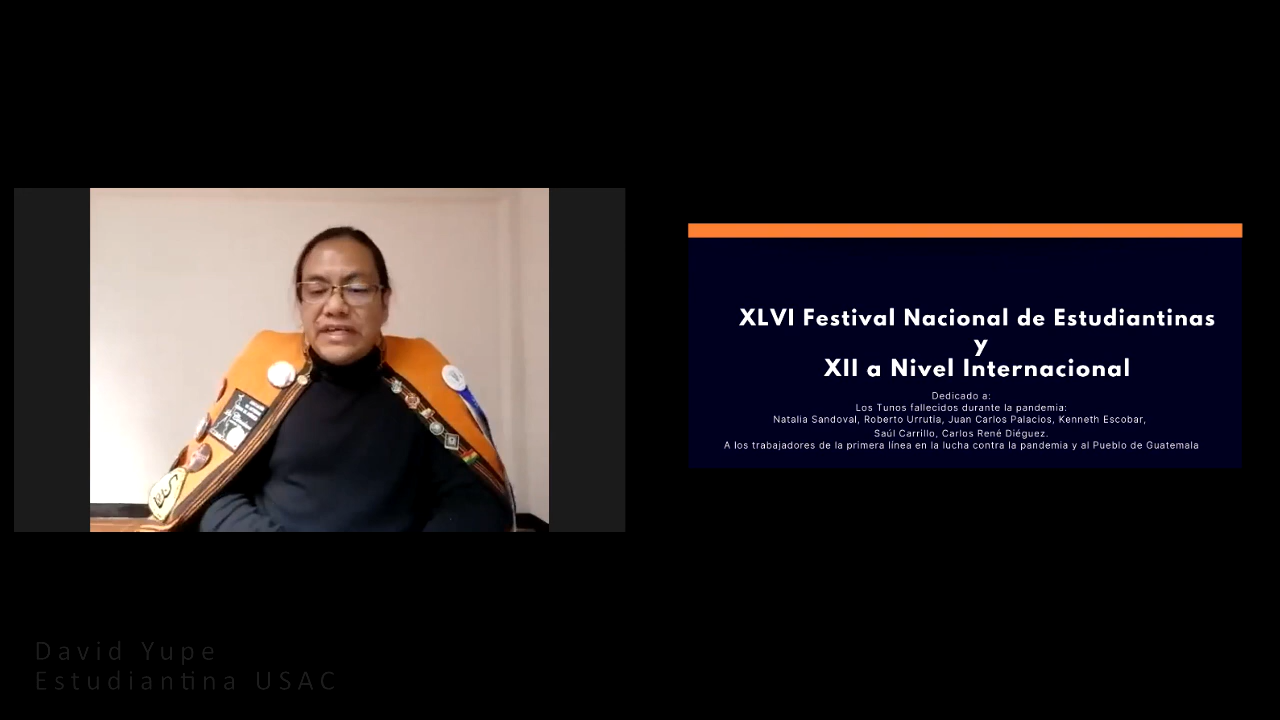 XLVI Festival Nacional de Estudiantinas
y
XII a Nivel Internacional
Dedicado a:
Los Tunos fallecidos durante la pandemia:
Natalia Sandoval, Roberto Urrutia, Juan Carlos Palacios, Kenneth Escobar,
Saúl Carrillo, Carlos René Diéguez.
A los trabajadores de la primera línea en la lucha contra la pandemia y al Pueblo de Guatemala
David Yupe
Estudiantina USAC